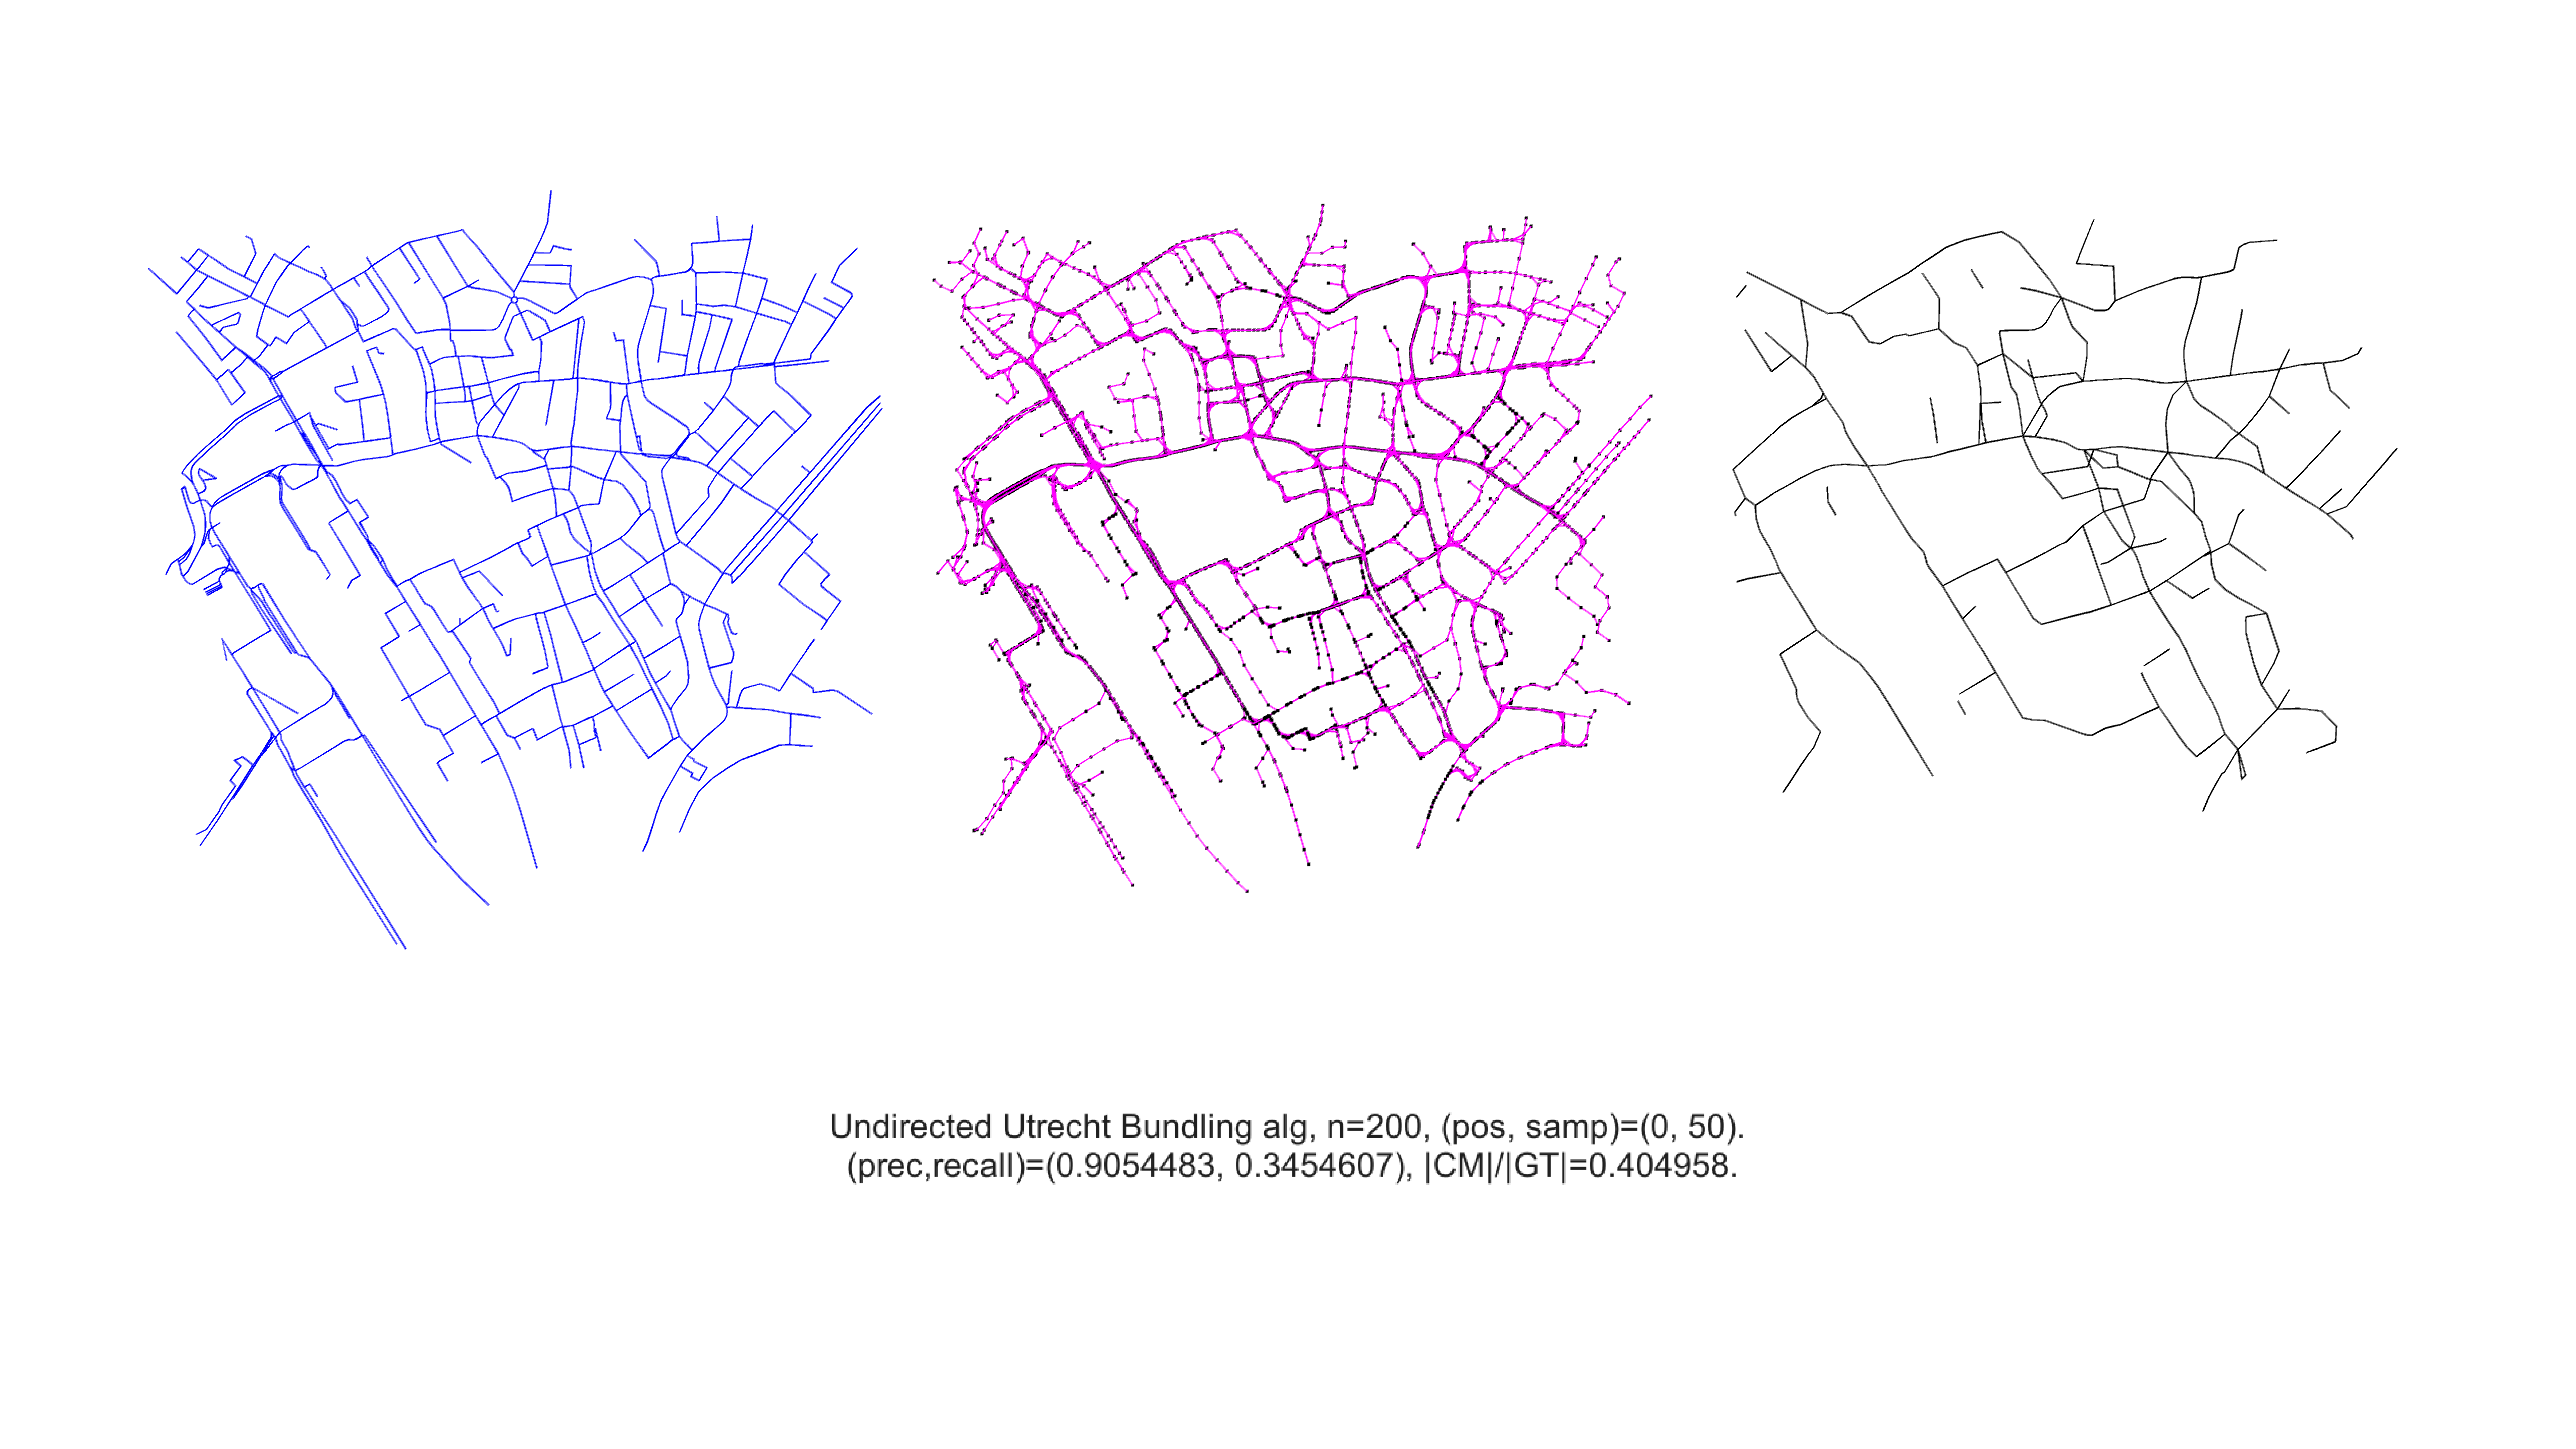 Undirected Utrecht Bundling alg, n=200, (pos, samp)=(0, 50).
(prec,recall)=(0.9054483, 0.3454607), |CM|/|GT|=0.404958.